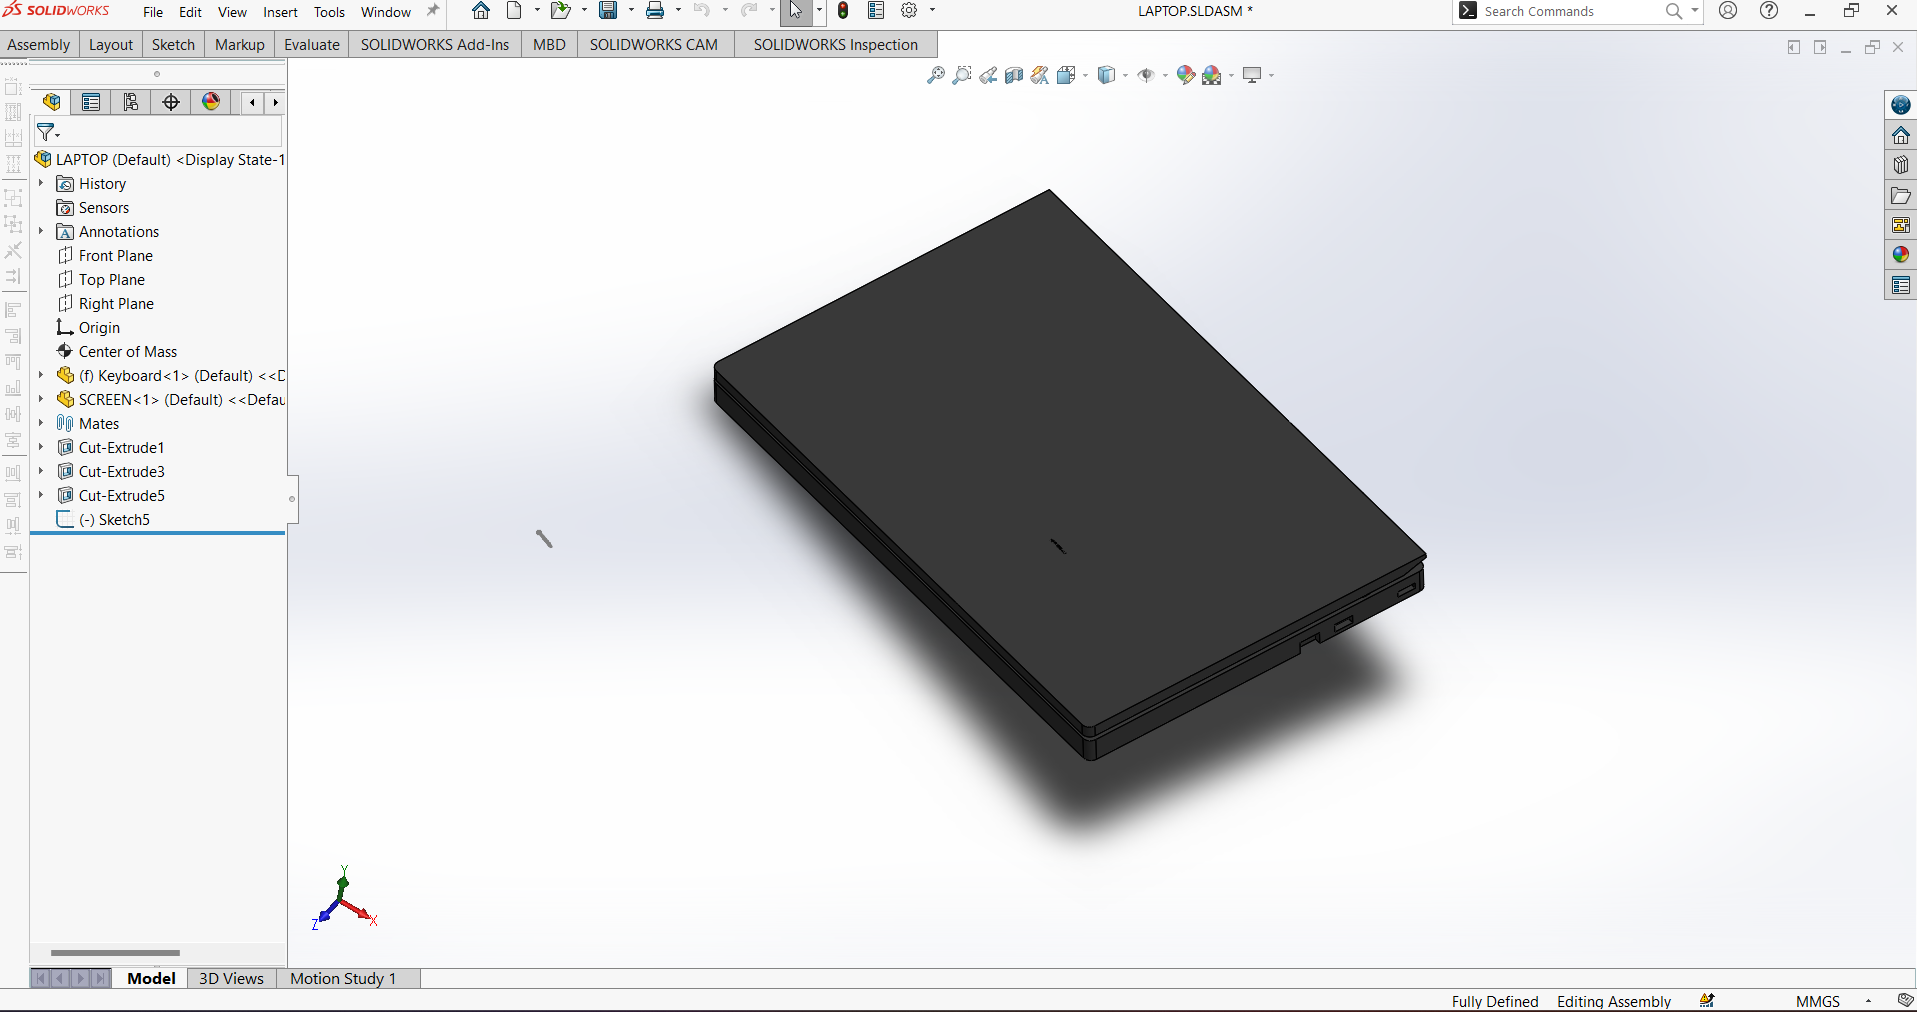 SOLIDWORKS File Edit View Insert Tools Window LAPTOP.SLDASM * Search Commands
Assembly Layout Sketch Markup Evaluate SOLIDWORKS Add-Ins MBD SOLIDWORKS CAM SOLIDWORKS Inspection
LAPTOP (Default) <Display State-1
History
Sensors
Annotations
Front Plane
Top Plane
Right Plane
Origin
Center of Mass
(f) Keyboard<1> (Default) <<D
SCREEN<1> (Default) <<Defau
Mates
Cut-Extrude1
Cut-Extrude3
Cut-Extrude5
(-) Sketch5
Y
Z X
Model 3D Views Motion Study 1
Fully Defined Editing Assembly MMGS